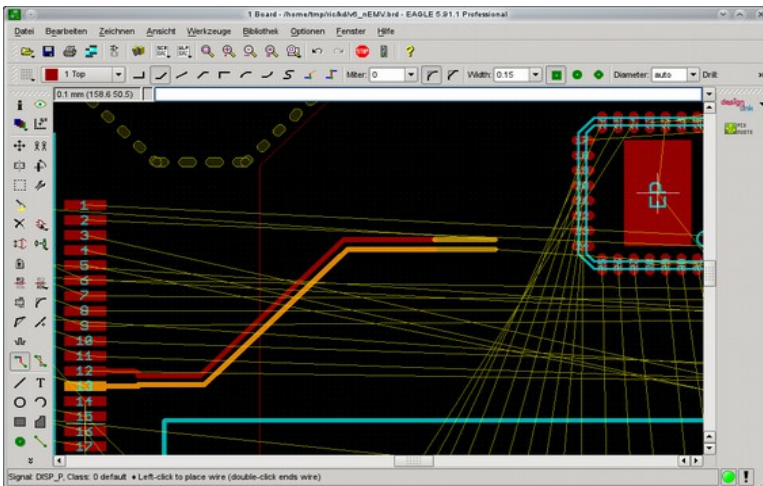 1 Board - /home/tmp/ric/kd/v6_nEMV.brd - EAGLE 5.91.1 Professional
Datei Bearbeiten Zeichnen Ansicht Werkzeuge Bibliothek Optionen Fenster Hilfe
1 Top Miter: 0 Width: 0.15 Diameter: auto Drill:
0.1 mm (158.6 50.5)
design link
1
2
3
4
5
6
7
8
9
10
11
12
13
14
15
16
17
EP
Signal: DISP_P, Class: 0 default ♦ Left-click to place wire (double-click ends wire)